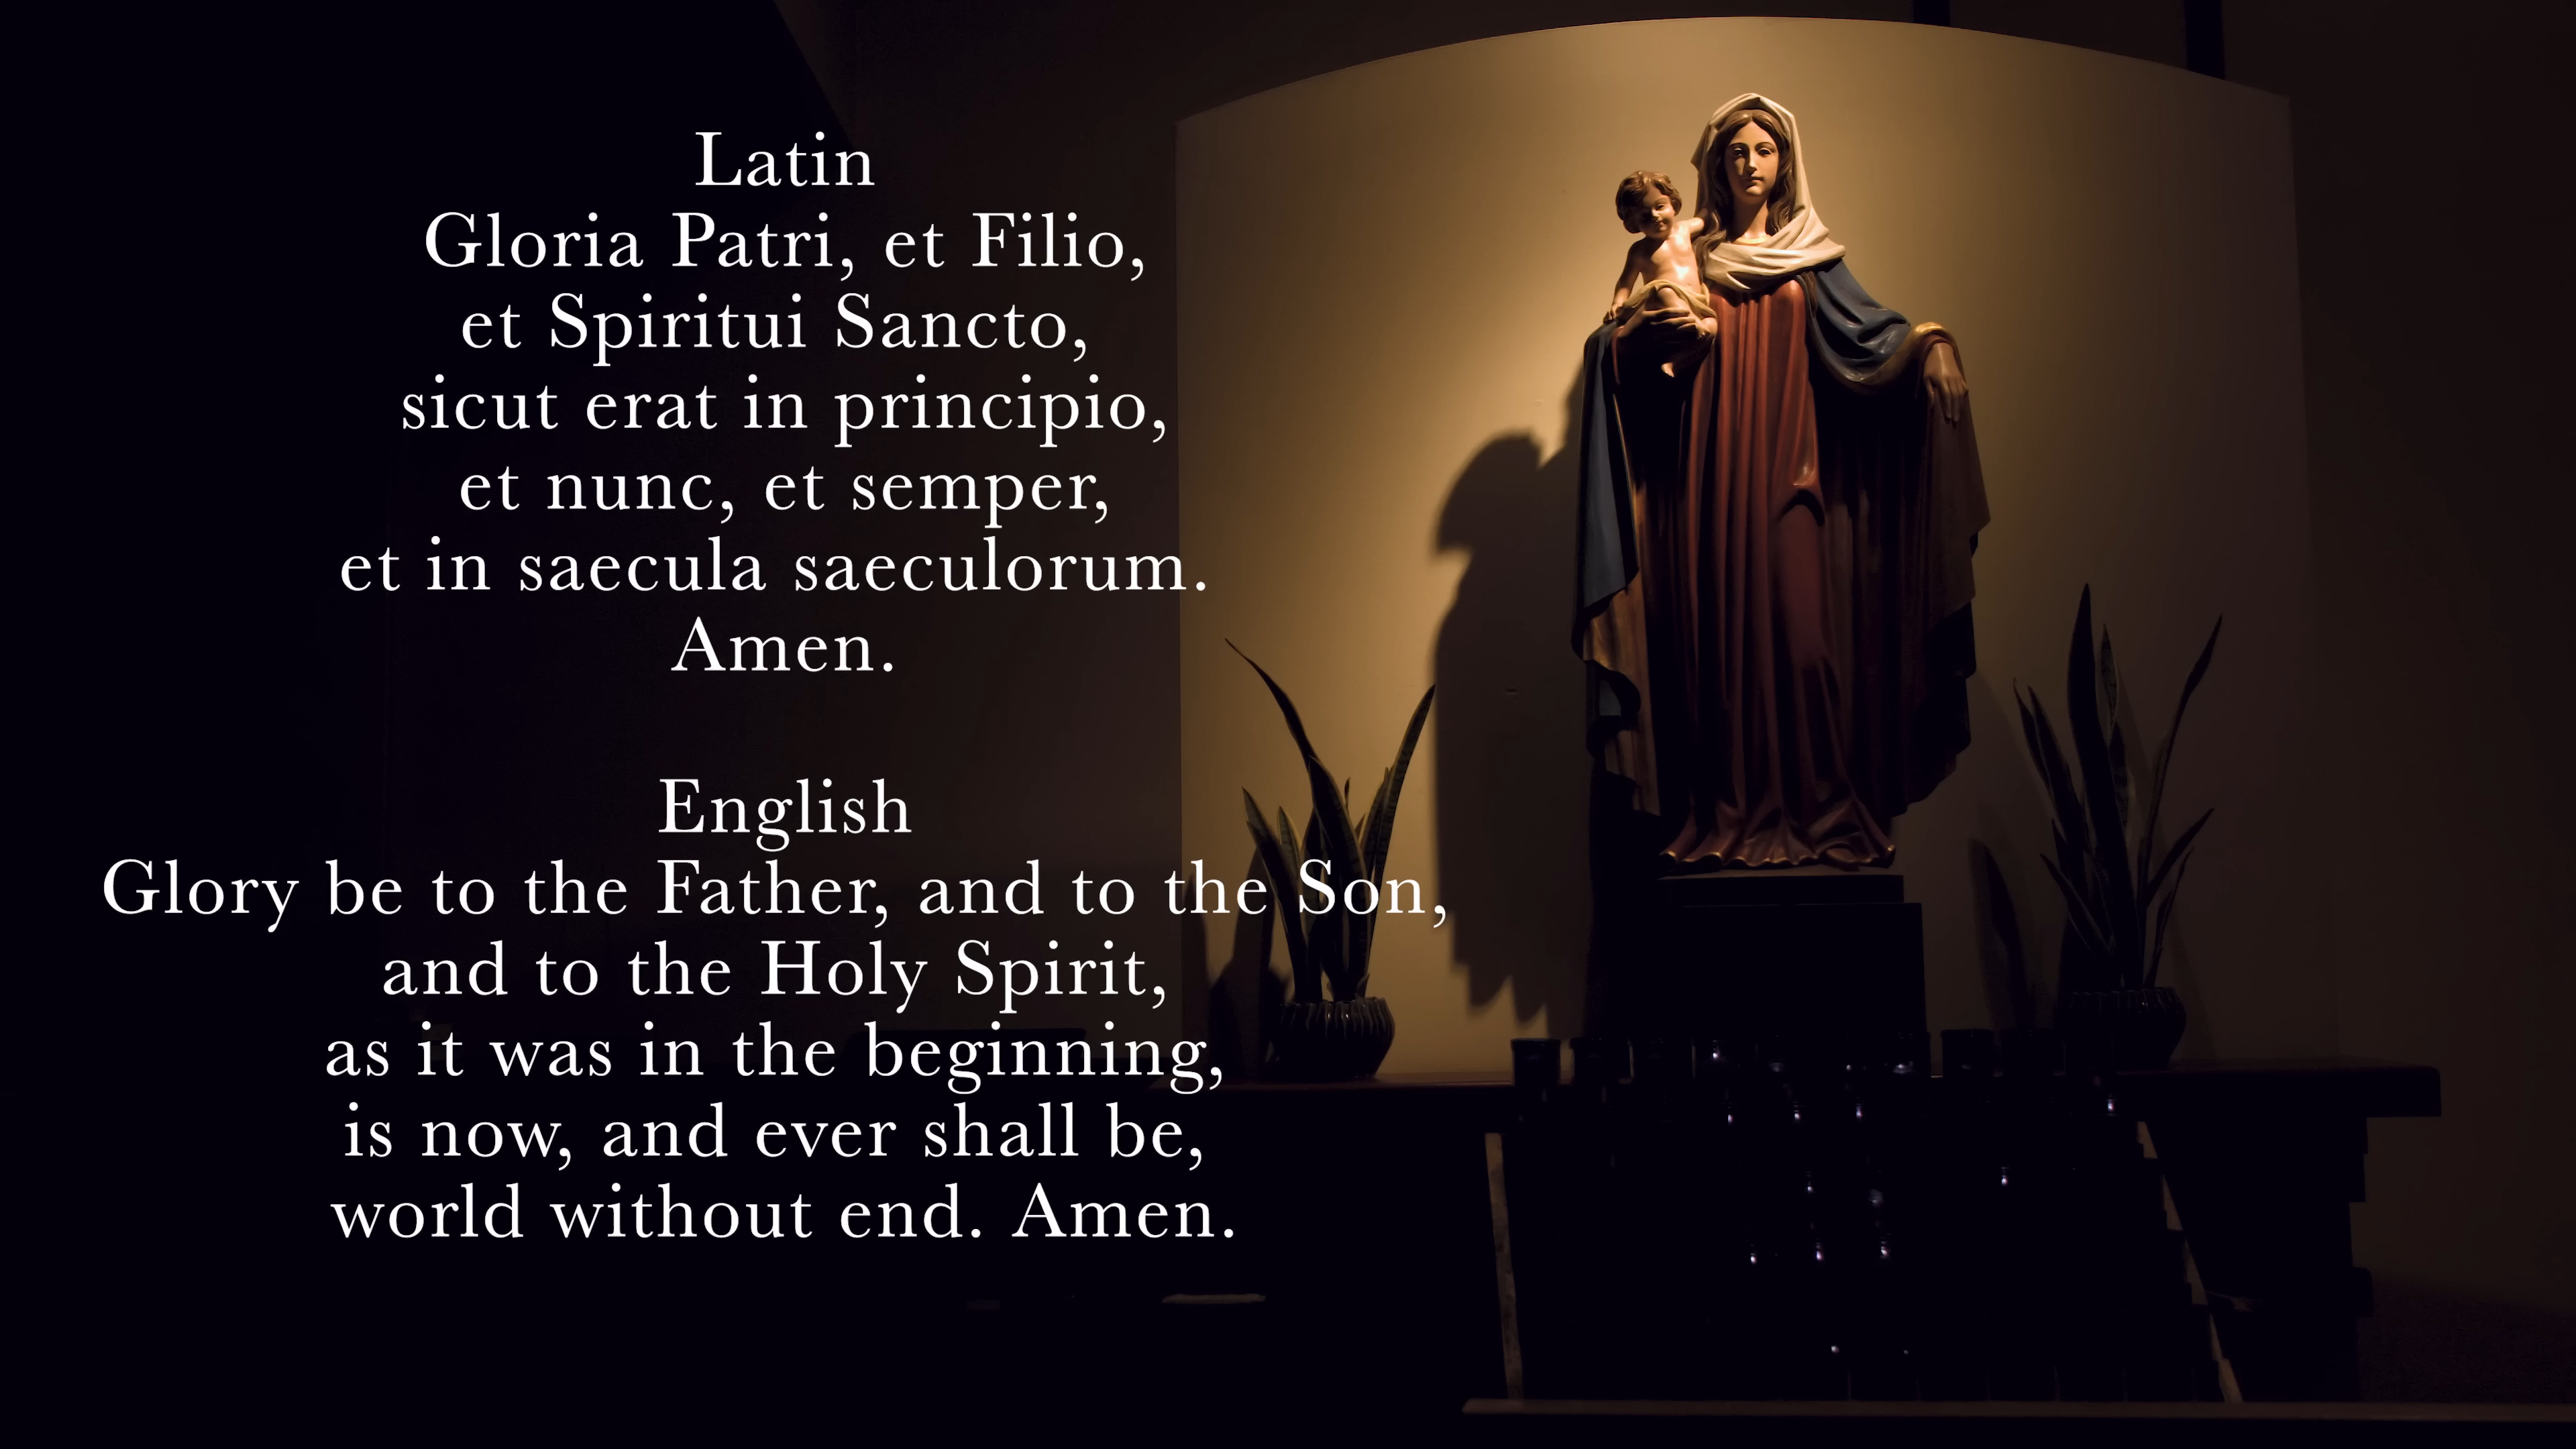 Latin
Gloria Patri, et Filio,
et Spiritui Sancto,
sicut erat in principio,
et nunc, et semper,
et in saecula saeculorum.
Amen.
English
Glory be to the Father, and to the Son,
and to the Holy Spirit,
as it was in the beginning,
is now, and ever shall be,
world without end. Amen.